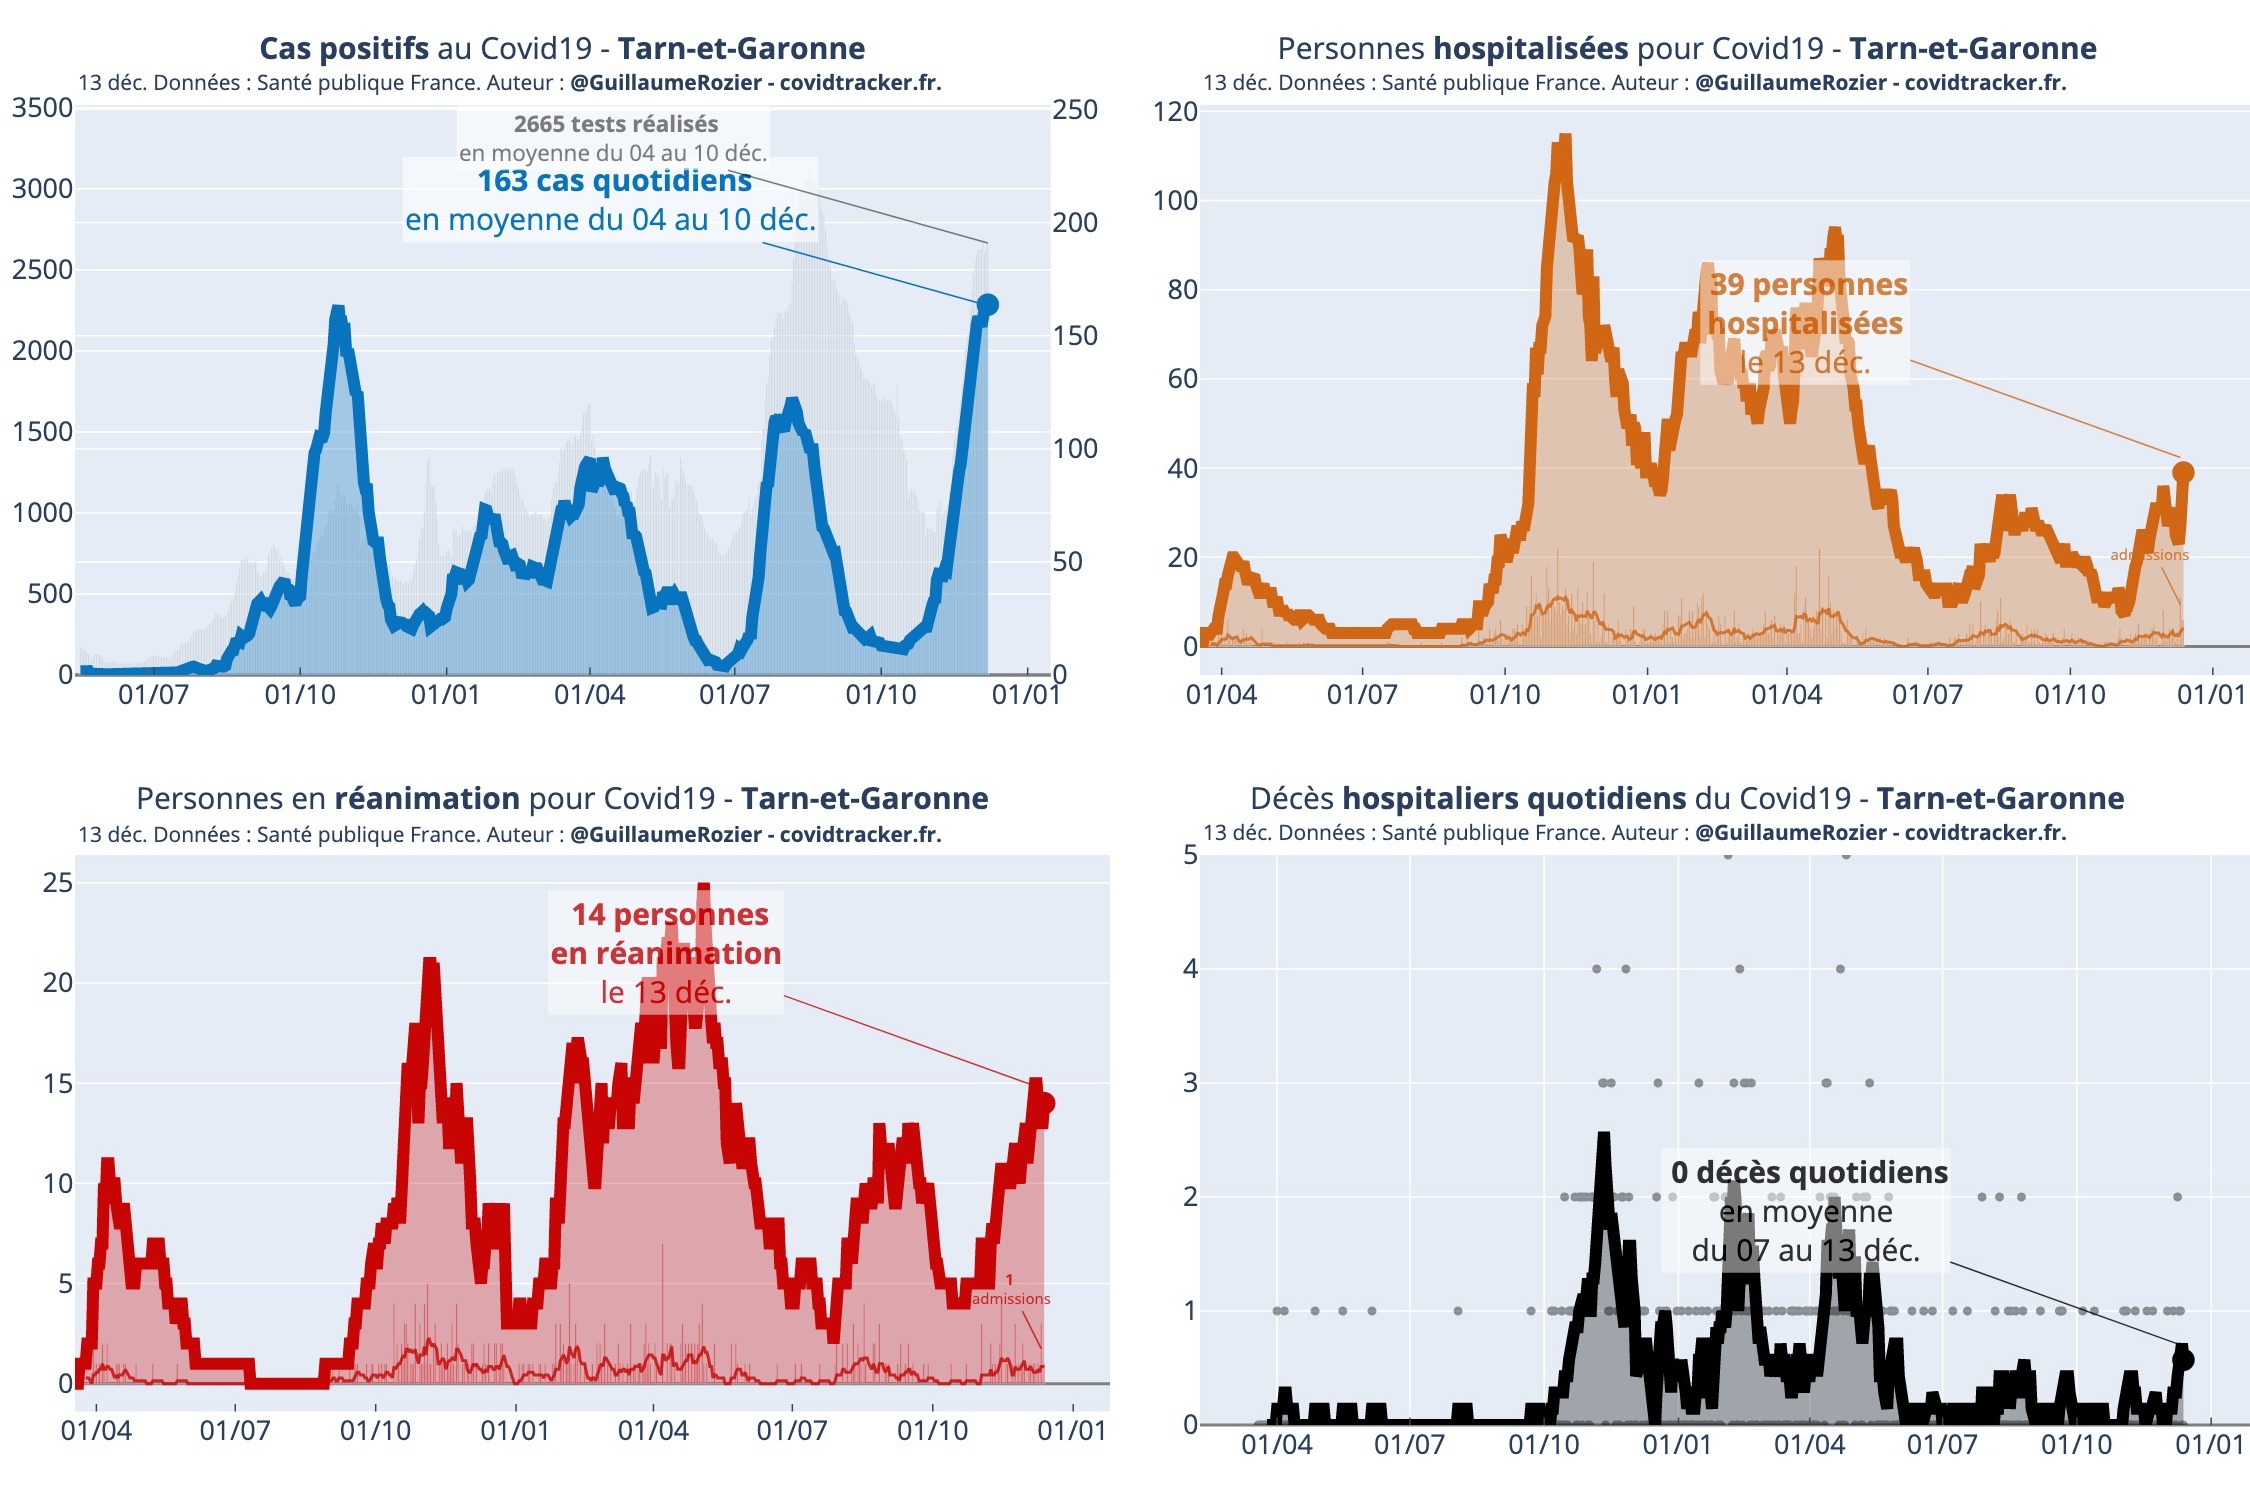 Cas positifs au Covid19 - Tarn-et-Garonne
13 déc. Données : Santé publique France. Auteur : @GuillaumeRozier - covidtracker.fr.
3500
3000
2500
2000
1500
1000
500
0
250
200
150
100
50
0
2665 tests réalisés
en moyenne du 04 au 10 déc.
163 cas quotidiens
en moyenne du 04 au 10 déc.
01/07 01/10 01/01 01/04 01/07 01/10 01/01
Personnes hospitalisées pour Covid19 - Tarn-et-Garonne
13 déc. Données : Santé publique France. Auteur : @GuillaumeRozier - covidtracker.fr.
120
100
80
60
40
20
0
39 personnes
hospitalisées
le 13 déc.
admissions
01/04 01/07 01/10 01/01 01/04 01/07 01/10 01/01
Personnes en réanimation pour Covid19 - Tarn-et-Garonne
13 déc. Données : Santé publique France. Auteur : @GuillaumeRozier - covidtracker.fr.
25
20
15
10
5
0
14 personnes
en réanimation
le 13 déc.
1
admissions
01/04 01/07 01/10 01/01 01/04 01/07 01/10 01/01
Décès hospitaliers quotidiens du Covid19 - Tarn-et-Garonne
13 déc. Données : Santé publique France. Auteur : @GuillaumeRozier - covidtracker.fr.
5
4
3
2
1
0
0 décès quotidiens
en moyenne
du 07 au 13 déc.
01/04 01/07 01/10 01/01 01/04 01/07 01/10 01/01